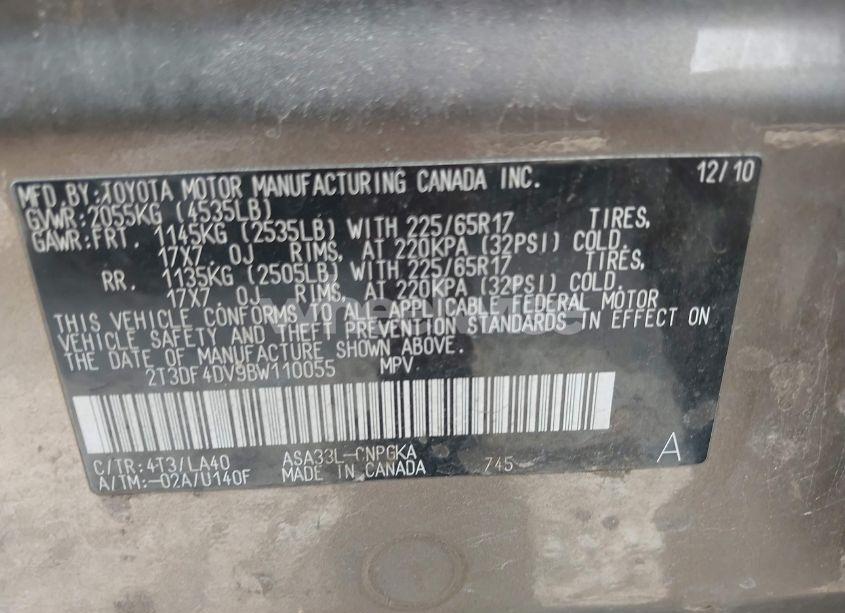 MFD.BY:TOYOTA MOTOR MANUFACTURING CANADA INC. 12/10
GVWR:2055KG (4535LB)
GAWR:FRT. 1145KG (2535LB) WITH 225/65R17 TIRES,
17X7. OJ RIMS, AT 220KPA (32PSI) COLD.
RR. 1135KG (2505LB) WITH 225/65R17 TIRES,
17X7. OJ RIMS, AT 220KPA (32PSI) COLD.
THIS VEHICLE CONFORMS TO ALL APPLICABLE FEDERAL MOTOR
VEHICLE SAFETY AND THEFT PREVENTION STANDARDS IN EFFECT ON
THE DATE OF MANUFACTURE SHOWN ABOVE.
2T3DF4DV9BW110055 MPV
C/TR:4T3/LA40 ASA33L-CNPGKA 745 A
A/TM:-02A/U140F MADE IN CANADA